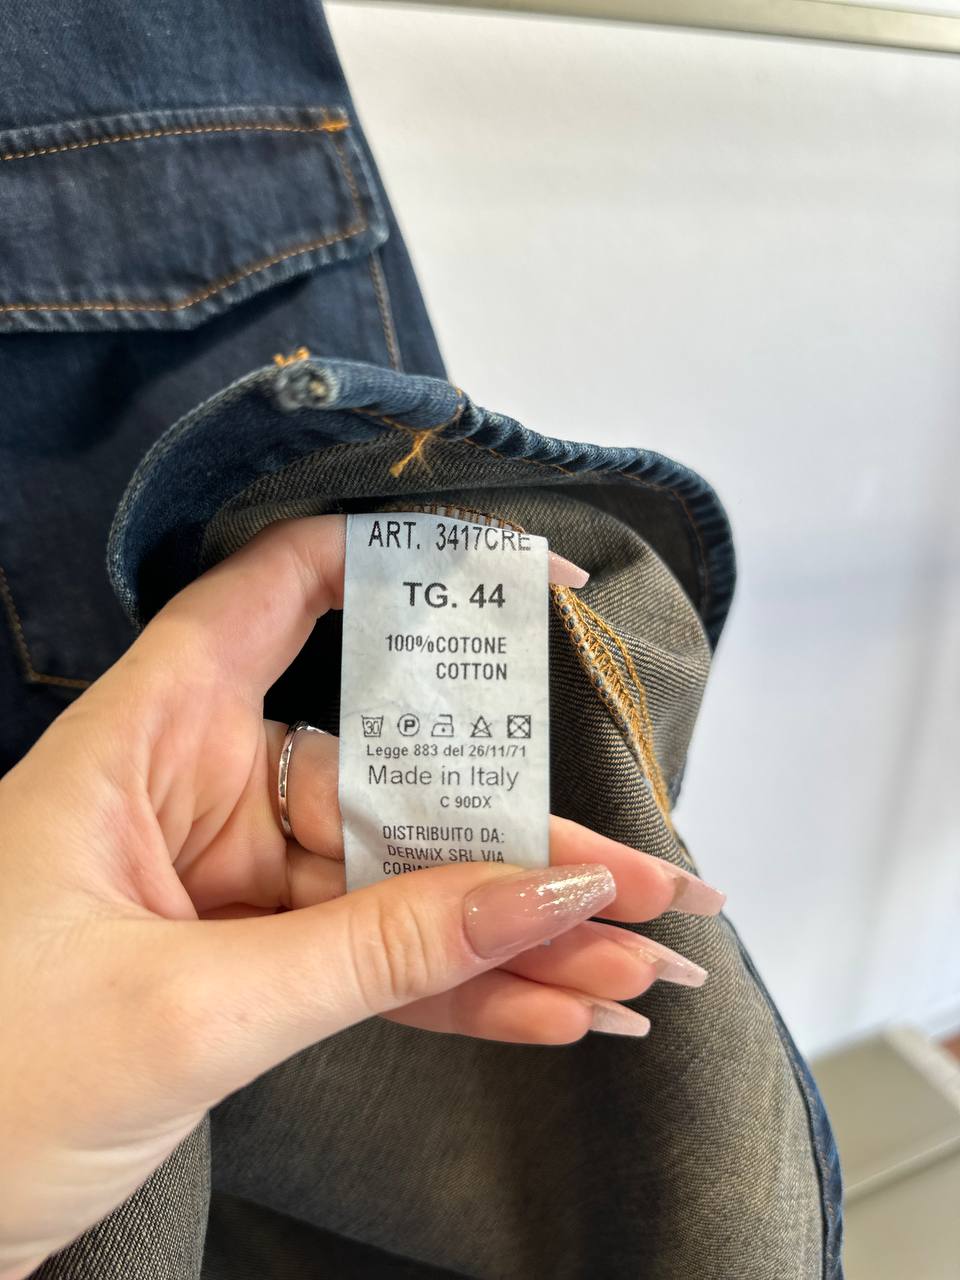 ART. 3417CRE
TG. 44
100%COTONE
COTTON
30 P
Legge 883 del 26/11/71
Made in Italy
C 90DX
DISTRIBUITO DA:
DERWIX SRL VIA